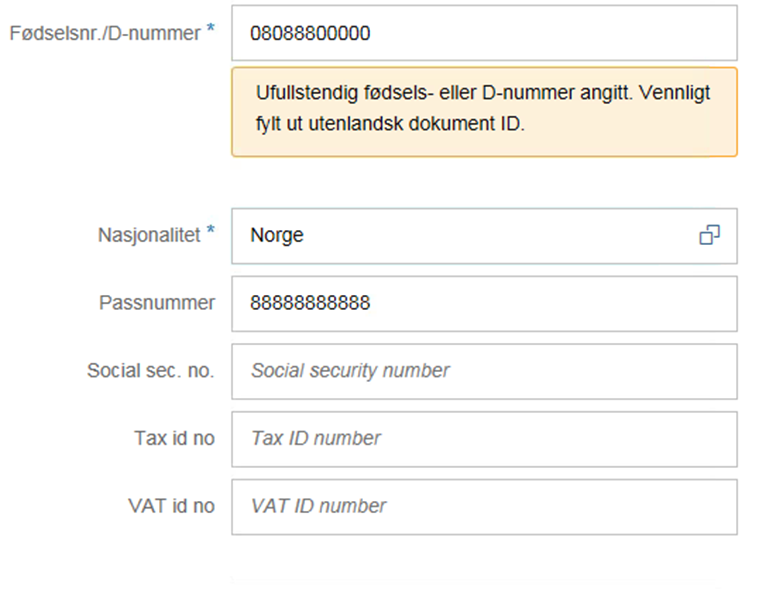 Fødselsnr./D-nummer * 08088800000
Ufullstendig fødsels- eller D-nummer angitt. Vennligt
fylt ut utenlandsk dokument ID.
Nasjonalitet * Norge
Passnummer 88888888888
Social sec. no. Social security number
Tax id no Tax ID number
VAT id no VAT ID number